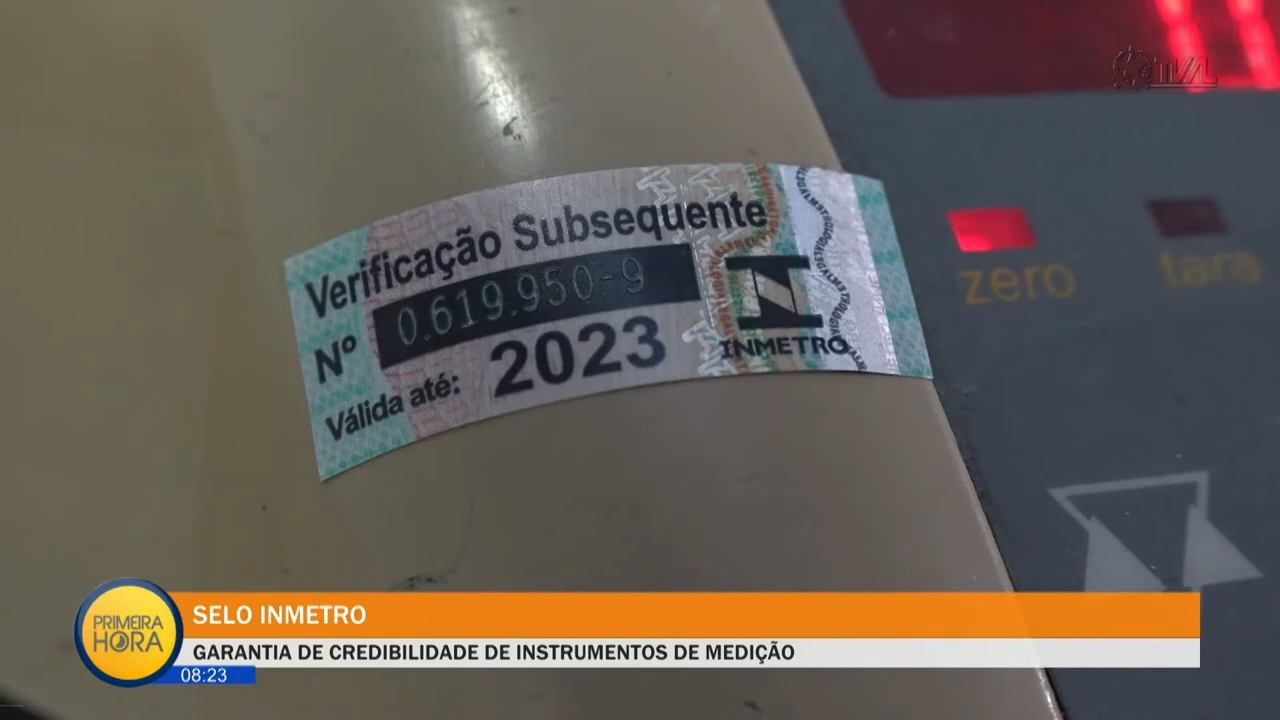 TVAL
Verificação Subsequente
Nº 0.619.950-9
Válida até: 2023
INMETRO
zero
tara
PRIMEIRA
HORA
SELO INMETRO
GARANTIA DE CREDIBILIDADE DE INSTRUMENTOS DE MEDIÇÃO
08:23